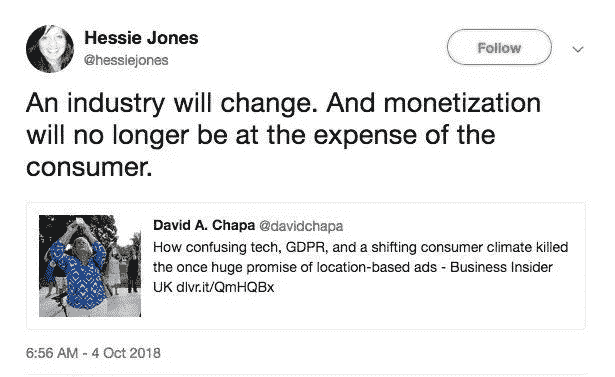 Hessie Jones
@hessiejones
Follow
An industry will change. And monetization
will no longer be at the expense of the
consumer.
David A. Chapa @davidchapa
How confusing tech, GDPR, and a shifting consumer climate killed
the once huge promise of location-based ads - Business Insider
UK dlvr.it/QmHQBx
6:56 AM - 4 Oct 2018